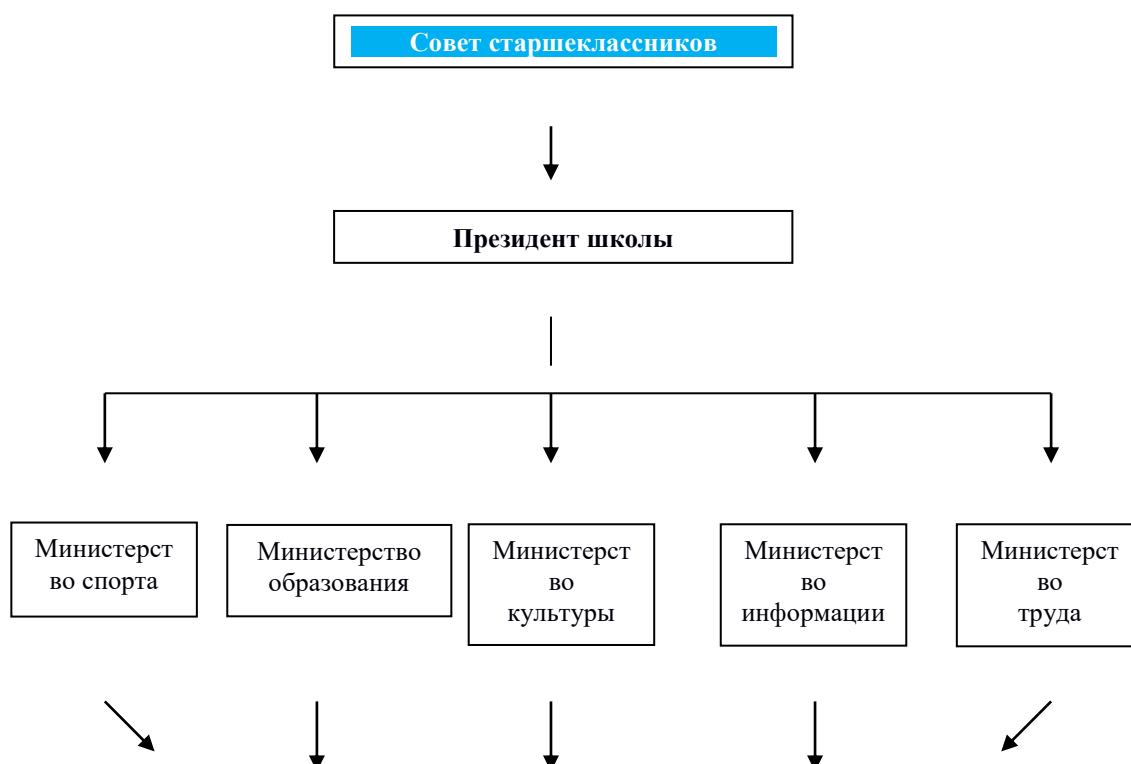 Совет старшеклассников
Президент школы
Министерст
во спорта
Министерство
образования
Министерст
во
культуры
Министерст
во
информации
Министерст
во
труда